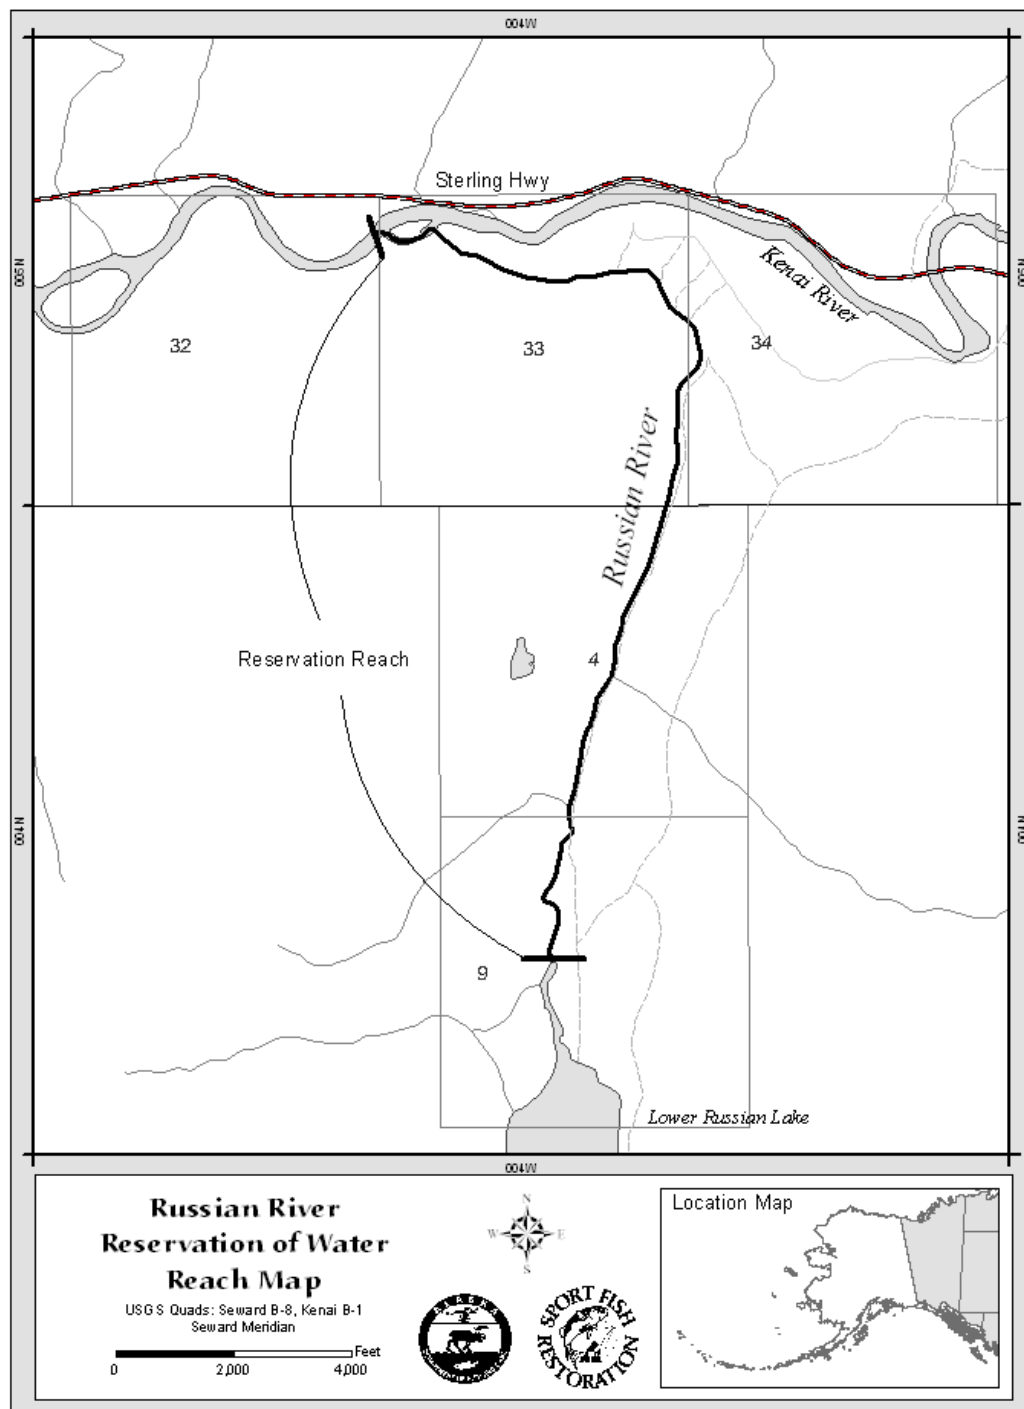 004W
Sterling Hwy
Kenai River
005N
32
33
34
Russian River
Reservation Reach
4
004N
9
Lower Russian Lake
004W
Russian River
Reservation of Water
Reach Map
USGS Quads: Seward B-8, Kenai B-1
Seward Meridian
Feet
0 2,000 4,000
N
W E
S
ALASKA
SPORT FISH
RESTORATION
Location Map